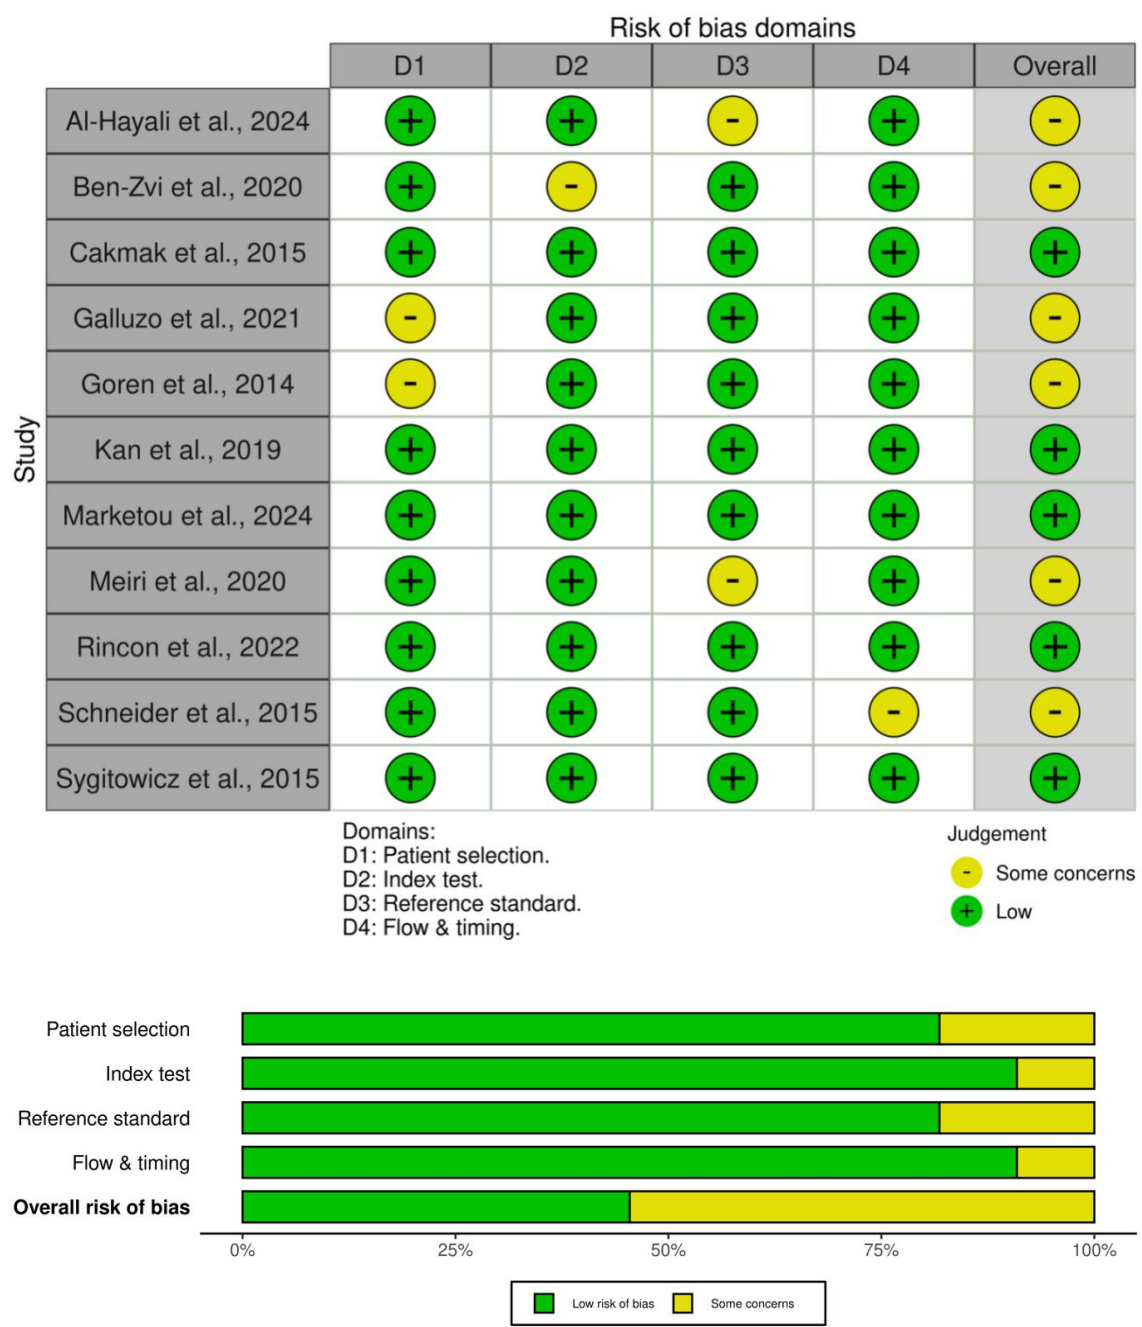 Risk of bias domains
D1 D2 D3 D4 Overall
Study
Al-Hayali et al., 2024 + + - + -
Ben-Zvi et al., 2020 + - + + -
Cakmak et al., 2015 + + + + +
Galluzo et al., 2021 - + + + -
Goren et al., 2014 - + + + -
Kan et al., 2019 + + + + +
Marketou et al., 2024 + + + + +
Meiri et al., 2020 + + - + -
Rincon et al., 2022 + + + + +
Schneider et al., 2015 + + + - -
Sygitowicz et al., 2015 + + + + +
Domains:
D1: Patient selection.
D2: Index test.
D3: Reference standard.
D4: Flow & timing.
Judgement
- Some concerns
+ Low
Patient selection
Index test
Reference standard
Flow & timing
Overall risk of bias
0% 25% 50% 75% 100%
Low risk of bias Some concerns